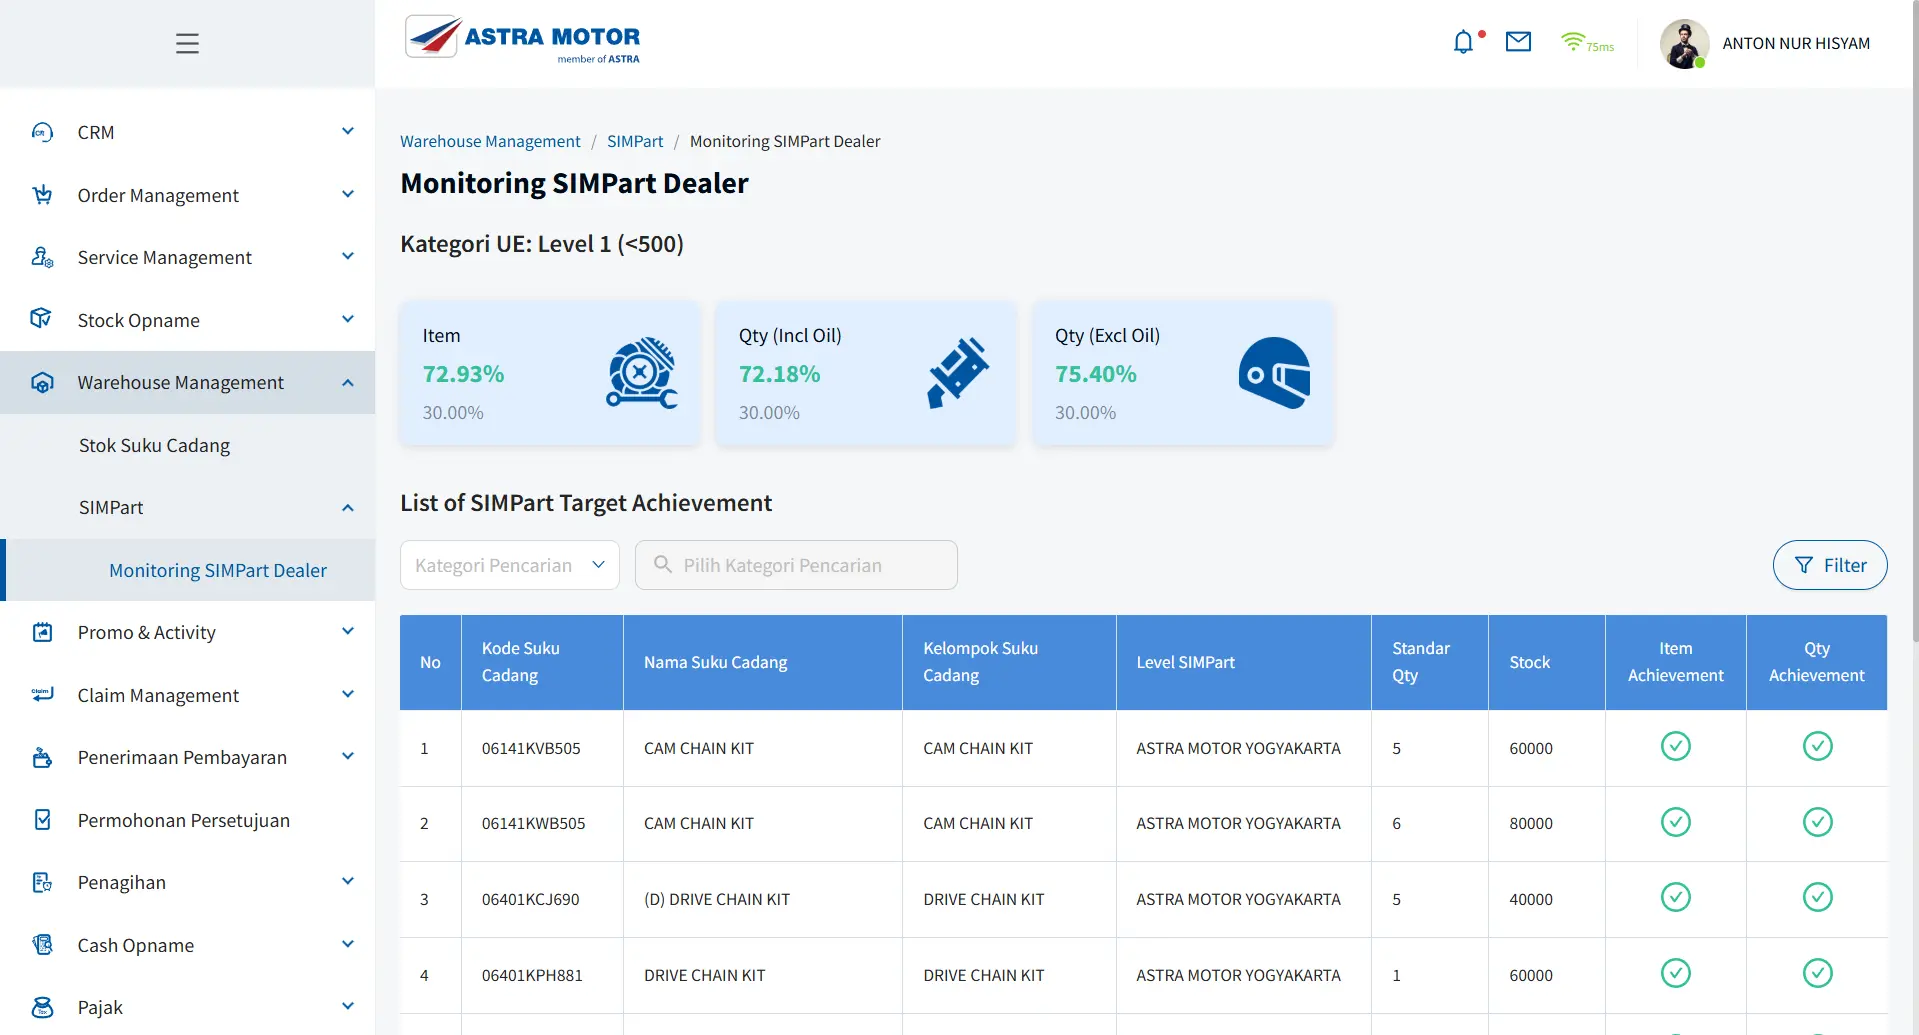 ASTRA MOTOR
member of ASTRA
75ms
ANTON NUR HISYAM
CRM
Order Management
Service Management
Stock Opname
Warehouse Management
Stok Suku Cadang
SIMPart
Monitoring SIMPart Dealer
Promo & Activity
Claim Management
Penerimaan Pembayaran
Permohonan Persetujuan
Penagihan
Cash Opname
Pajak
Warehouse Management / SIMPart / Monitoring SIMPart Dealer
Monitoring SIMPart Dealer
Kategori UE: Level 1 (<500)
Item
72.93%
30.00%
Qty (Incl Oil)
72.18%
30.00%
Qty (Excl Oil)
75.40%
30.00%
List of SIMPart Target Achievement
Kategori Pencarian
Pilih Kategori Pencarian
Filter
No
Kode Suku
Cadang
Nama Suku Cadang
Kelompok Suku
Cadang
Level SIMPart
Standar
Qty
Stock
Item
Achievement
Qty
Achievement
1 06141KVB505 CAM CHAIN KIT CAM CHAIN KIT ASTRA MOTOR YOGYAKARTA 5 60000
2 06141KWB505 CAM CHAIN KIT CAM CHAIN KIT ASTRA MOTOR YOGYAKARTA 6 80000
3 06401KCJ690 (D) DRIVE CHAIN KIT DRIVE CHAIN KIT ASTRA MOTOR YOGYAKARTA 5 40000
4 06401KPH881 DRIVE CHAIN KIT DRIVE CHAIN KIT ASTRA MOTOR YOGYAKARTA 1 60000